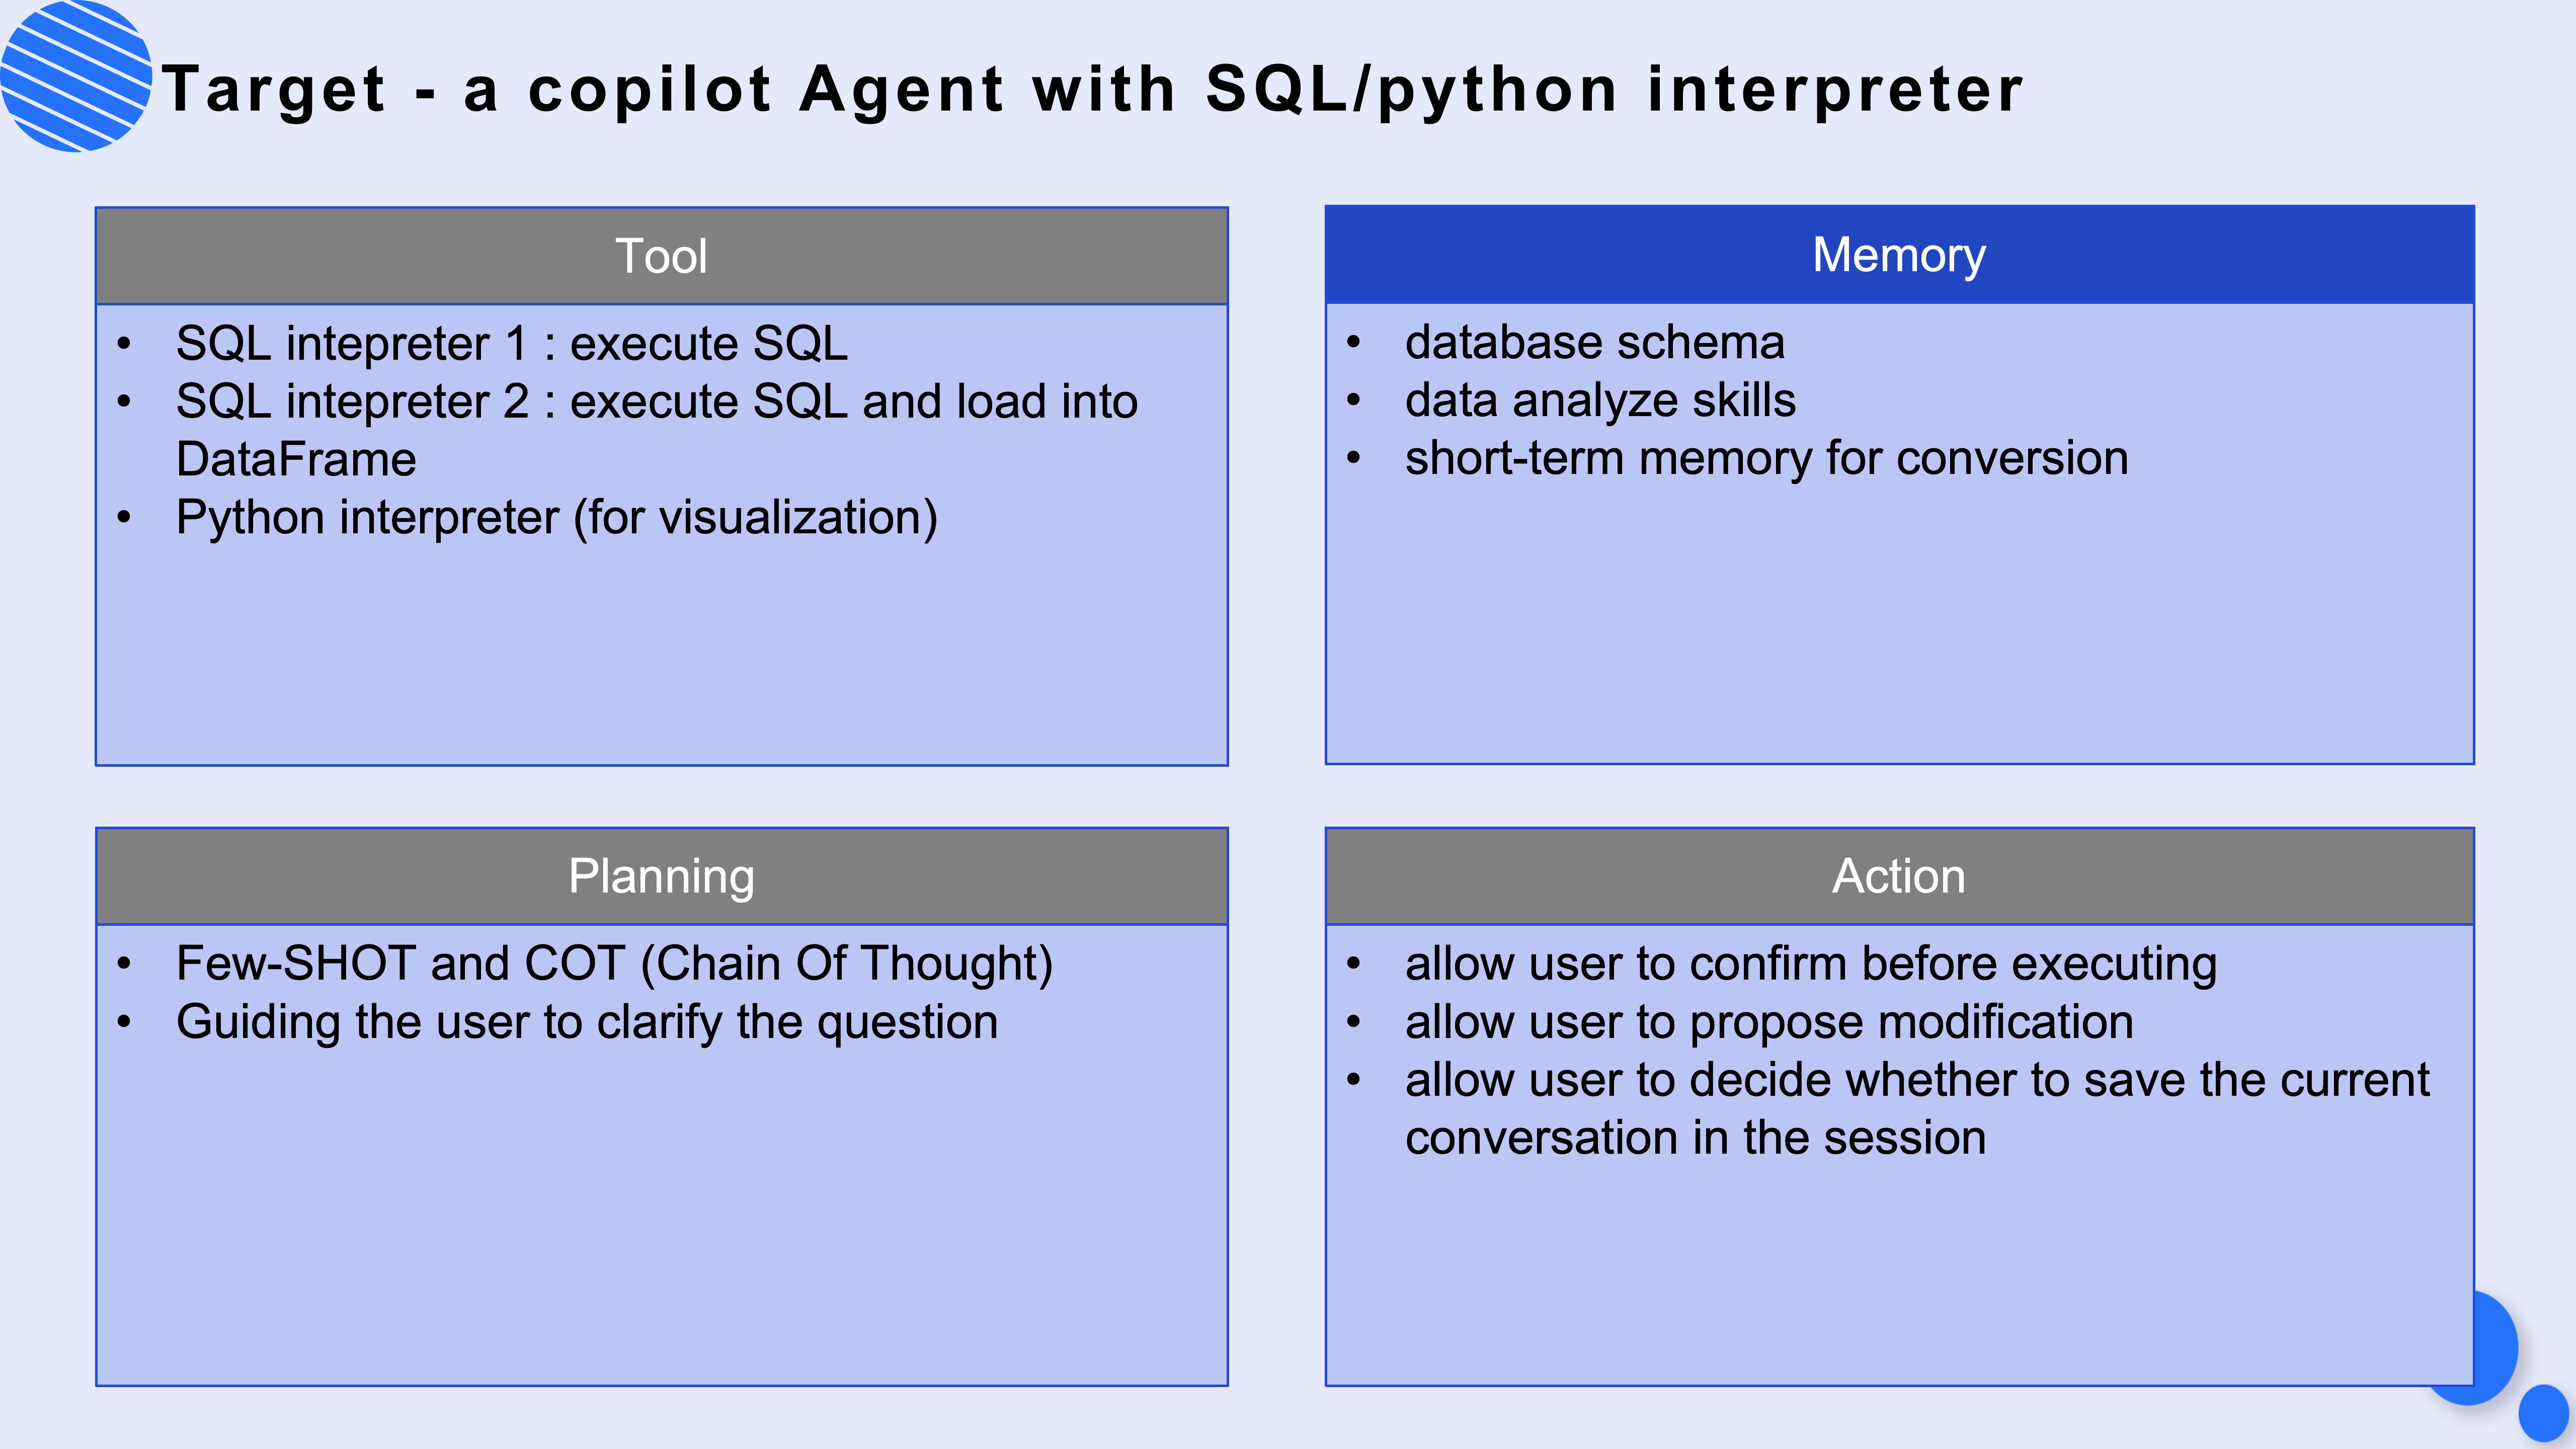 Target - a copilot Agent with SQL/python interpreter
Tool
• SQL intepreter 1 : execute SQL
• SQL intepreter 2 : execute SQL and load into
DataFrame
• Python interpreter (for visualization)
Memory
• database schema
• data analyze skills
• short-term memory for conversion
Planning
• Few-SHOT and COT (Chain Of Thought)
• Guiding the user to clarify the question
Action
• allow user to confirm before executing
• allow user to propose modification
• allow user to decide whether to save the current
conversation in the session